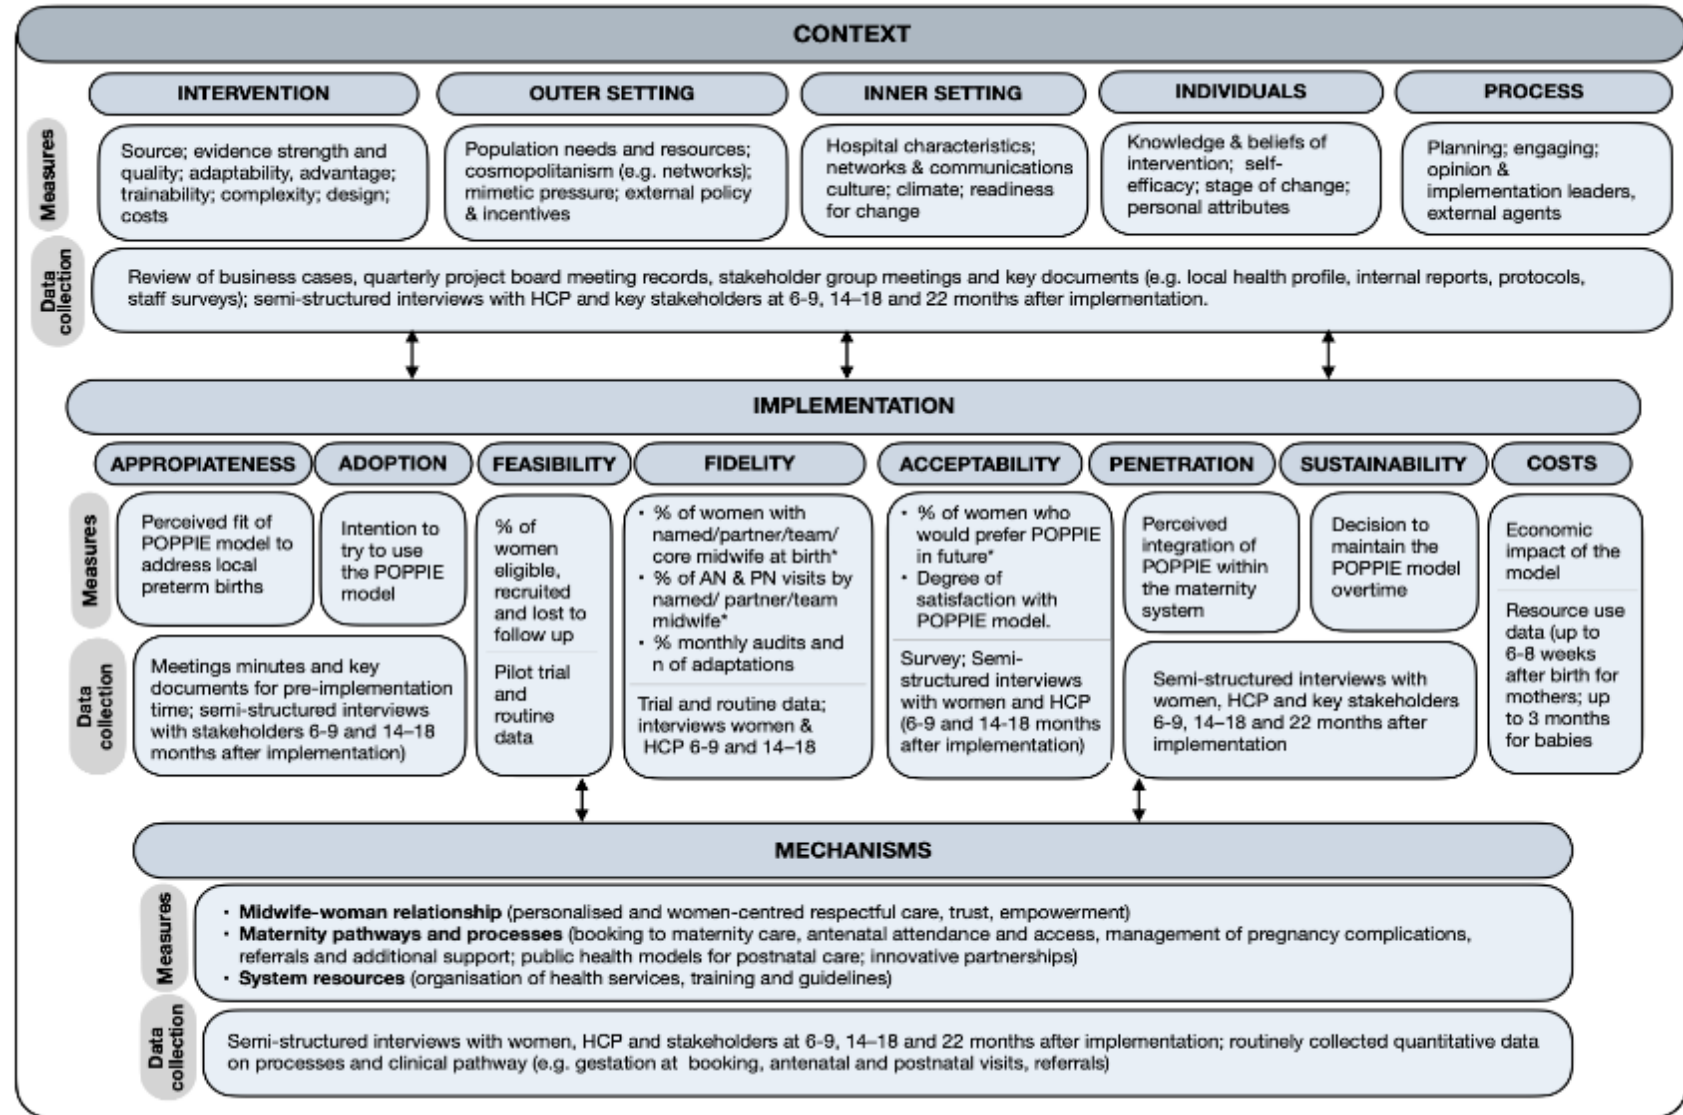 CONTEXT
INTERVENTION
OUTER SETTING
INNER SETTING
INDIVIDUALS
PROCESS
Measures
Source; evidence strength and
quality; adaptability, advantage;
trainability; complexity; design;
costs
Population needs and resources;
cosmopolitanism (e.g. networks);
mimetic pressure; external policy
& incentives
Hospital characteristics;
networks & communications
culture; climate; readiness
for change
Knowledge & beliefs of
intervention; self-
efficacy; stage of change;
personal attributes
Planning; engaging;
opinion &
implementation leaders,
external agents
Data
collection
Review of business cases, quarterly project board meeting records, stakeholder group meetings and key documents (e.g. local health profile, internal reports, protocols,
staff surveys); semi-structured interviews with HCP and key stakeholders at 6-9, 14–18 and 22 months after implementation.
IMPLEMENTATION
APPROPIATENESS
ADOPTION
FEASIBILITY
FIDELITY
ACCEPTABILITY
PENETRATION
SUSTAINABILITY
COSTS
Measures
Perceived fit of
POPPIE model to
address local
preterm births
Intention to
try to use
the POPPIE
model
% of
women
eligible,
recruited
and lost to
follow up
• % of women with
named/partner/team/
core midwife at birth*
• % of AN & PN visits by
named/ partner/team
midwife*
• % monthly audits and
n of adaptations
• % of women who
would prefer POPPIE
in future*
• Degree of
satisfaction with
POPPIE model.
Perceived
integration of
POPPIE within
the maternity
system
Decision to
maintain the
POPPIE model
overtime
Economic
impact of the
model
Data
collection
Meetings minutes and key
documents for pre-implementation
time; semi-structured interviews
with stakeholders 6-9 and 14–18
months after implementation)
Pilot trial
and
routine
data
Trial and routine data;
interviews women &
HCP 6-9 and 14–18
Survey; Semi-
structured interviews
with women and HCP
(6-9 and 14-18 months
after implementation)
Semi-structured interviews with
women, HCP and key stakeholders
6-9, 14–18 and 22 months after
implementation
Resource use
data (up to
6-8 weeks
after birth for
mothers; up
to 3 months
for babies
MECHANISMS
Measures
• Midwife-woman relationship (personalised and women-centred respectful care, trust, empowerment)
• Maternity pathways and processes (booking to maternity care, antenatal attendance and access, management of pregnancy complications,
referrals and additional support; public health models for postnatal care; innovative partnerships)
• System resources (organisation of health services, training and guidelines)
Data
collection
Semi-structured interviews with women, HCP and stakeholders at 6-9, 14–18 and 22 months after implementation; routinely collected quantitative data
on processes and clinical pathway (e.g. gestation at booking, antenatal and postnatal visits, referrals)